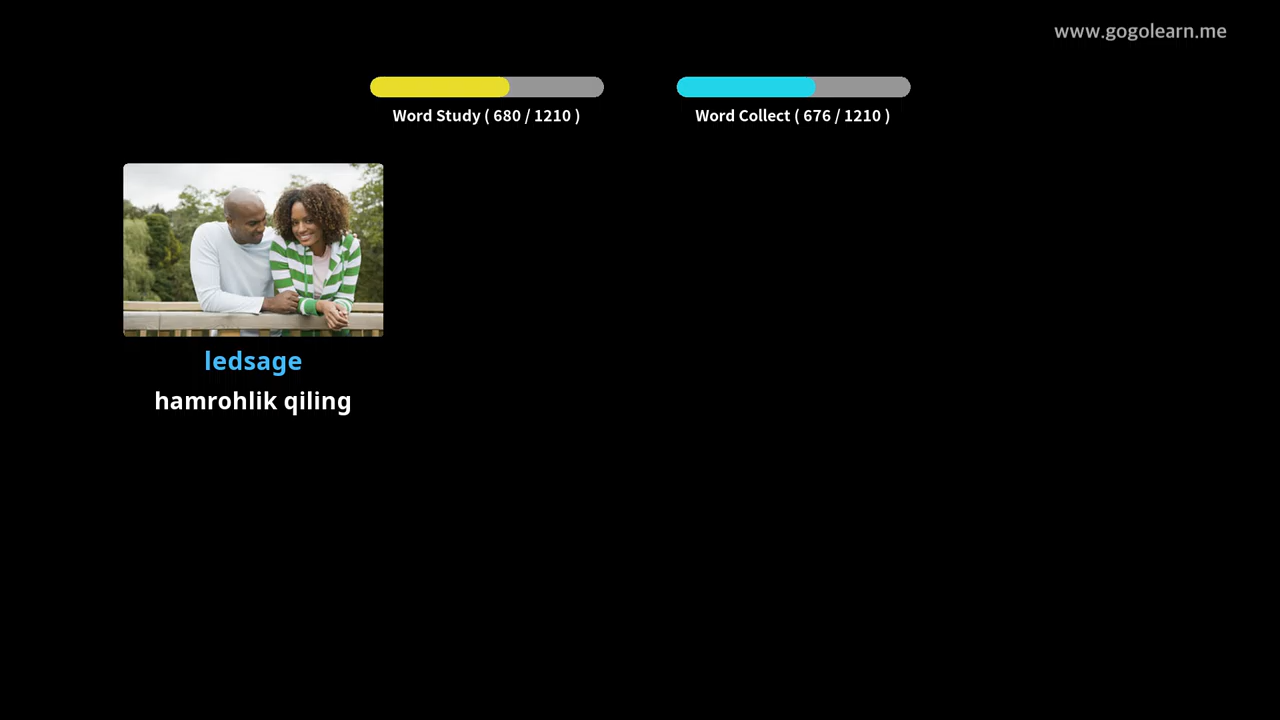 www.gogolearn.me
Word Study ( 680 / 1210 )
Word Collect ( 676 / 1210 )
ledsage
hamrohlik qiling